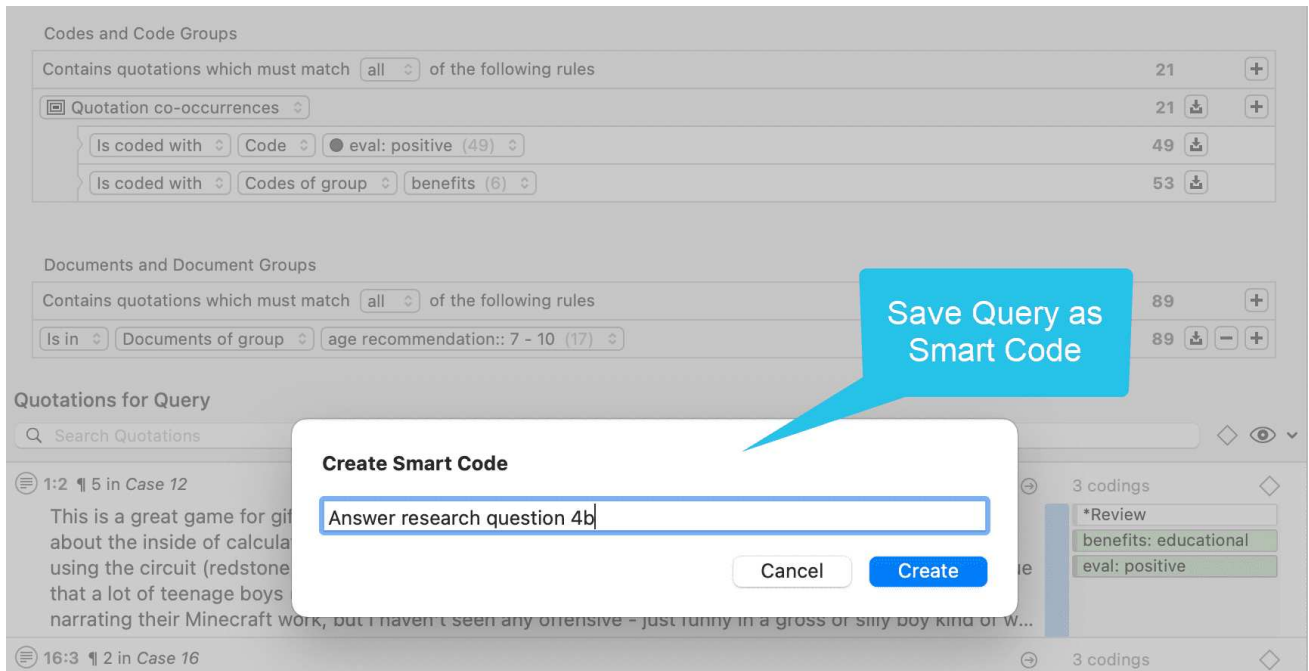 Codes and Code Groups
Contains quotations which must match all of the following rules 21
Quotation co-occurrences 21
Is coded with Code eval: positive (49) 49
Is coded with Codes of group benefits (6) 53
Documents and Document Groups
Contains quotations which must match all of the following rules 89
Is in Documents of group age recommendation:: 7 - 10 (17) 89
Save Query as
Smart Code
Quotations for Query
Search Quotations
Create Smart Code
Answer research question 4b
Cancel Create
1:2 ¶ 5 in Case 12 3 codings
This is a great game for *Review
about the inside of benefits: educational
using the circuit (redstone eval: positive
that a lot of teenage boys
narrating their Minecraft work, but I haven't seen any offensive - just funny in a gross or silly boy kind of w...
16:3 ¶ 2 in Case 16 3 codings